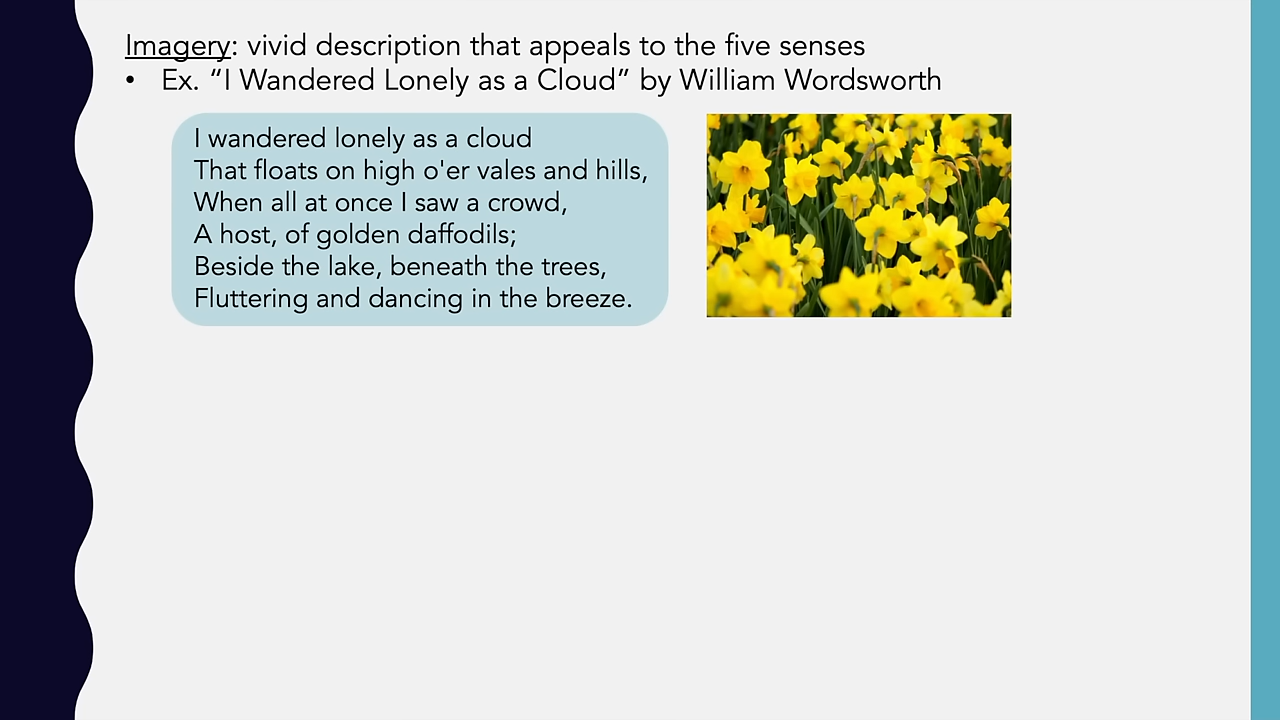 Imagery: vivid description that appeals to the five senses
• Ex. “I Wandered Lonely as a Cloud” by William Wordsworth
I wandered lonely as a cloud
That floats on high o'er vales and hills,
When all at once I saw a crowd,
A host, of golden daffodils;
Beside the lake, beneath the trees,
Fluttering and dancing in the breeze.